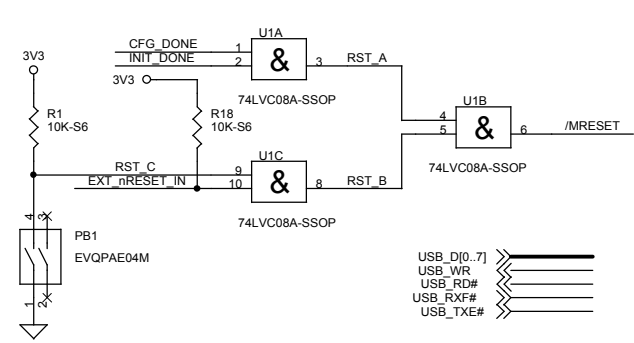 U1A
CFG_DONE
INIT_DONE
1
2
&
3
RST_A
74LVC08A-SSOP
3V3
3V3
R1
10K-S6
R18
10K-S6
U1B
4
5
&
6
/MRESET
74LVC08A-SSOP
U1C
RST_C
EXT_nRESET_IN
9
10
&
8
RST_B
74LVC08A-SSOP
4
3
PB1
EVQPAE04M
1
2
USB_D[0..7]
USB_WR
USB_RD#
USB_RXF#
USB_TXE#